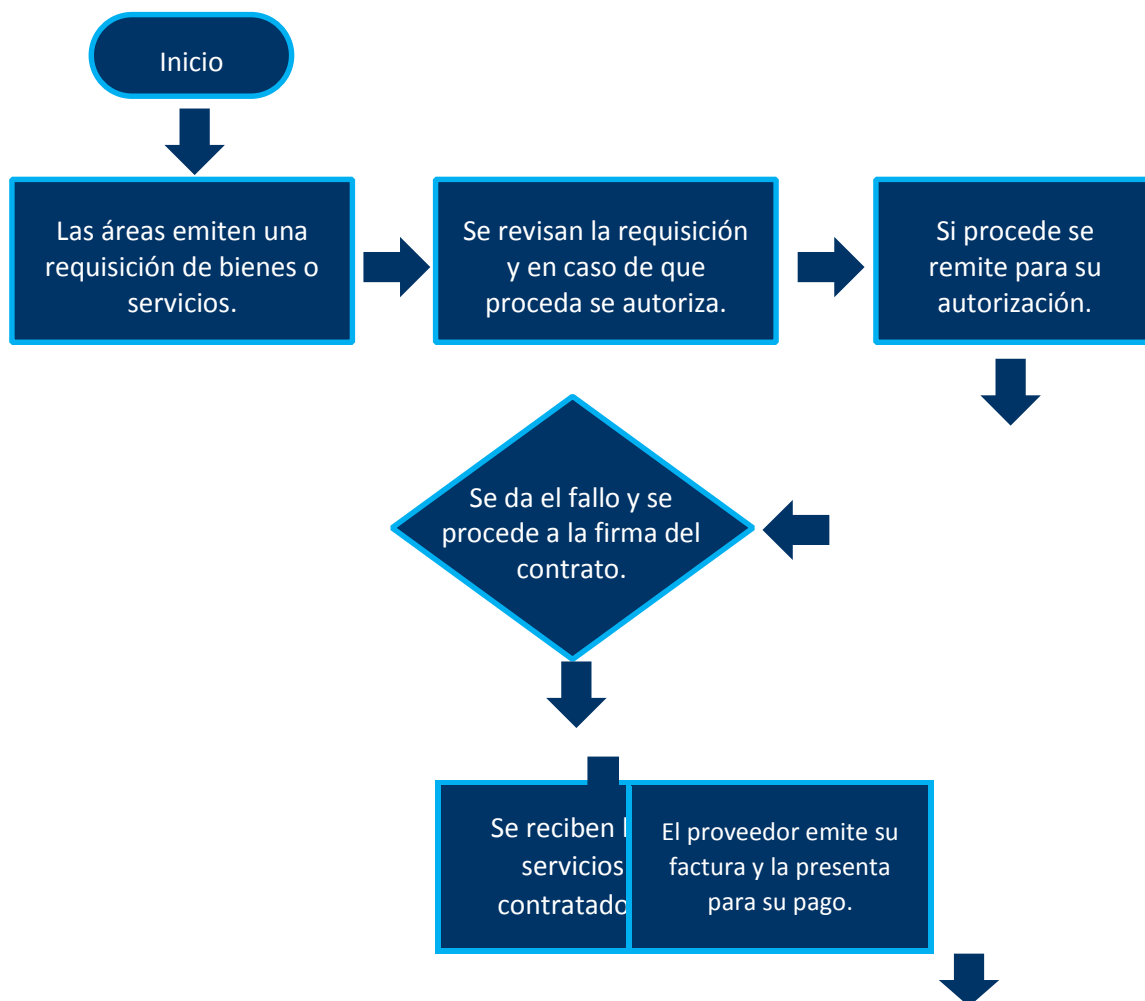 Inicio
Las áreas emiten una
requisición de bienes o
servicios.
Se revisan la requisición
y en caso de que
proceda se autoriza.
Si procede se
remite para su
autorización.
Se da el fallo y se
procede a la firma del
contrato.
Se reciben
servicios
contratado
El proveedor emite su
factura y la presenta
para su pago.